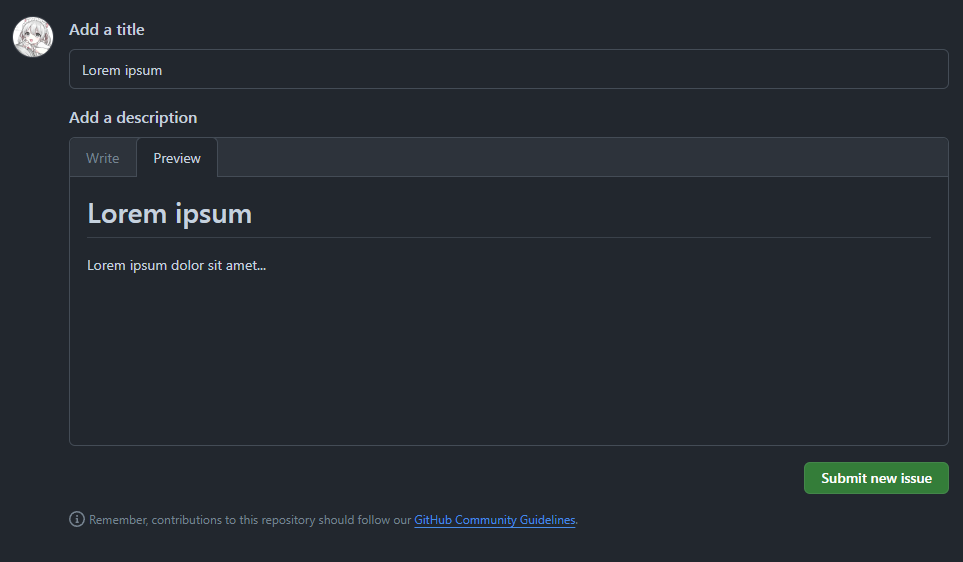 Add a title
Lorem ipsum
Add a description
Write Preview
Lorem ipsum
Lorem ipsum dolor sit amet...
Submit new issue
Remember, contributions to this repository should follow our GitHub Community Guidelines.